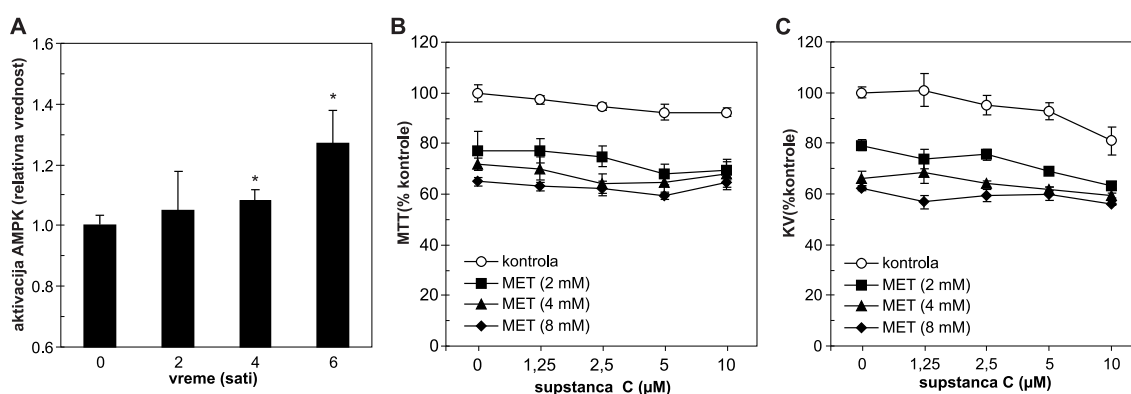 A
aktivacija AMPK (relativna vrednost)
1.6
1.4
1.2
1.0
0.8
0.6
*
*
0 2 4 6
vreme (sati)
B
MTT(% kontrole)
120
100
80
60
40
20
0
kontrola
MET (2 mM)
MET (4 mM)
MET (8 mM)
0 1,25 2,5 5 10
supstanca C (µM)
C
KV(%kontrole)
120
100
80
60
40
20
0
kontrola
MET (2 mM)
MET (4 mM)
MET (8 mM)
0 1,25 2,5 5 10
supstanca C (µM)